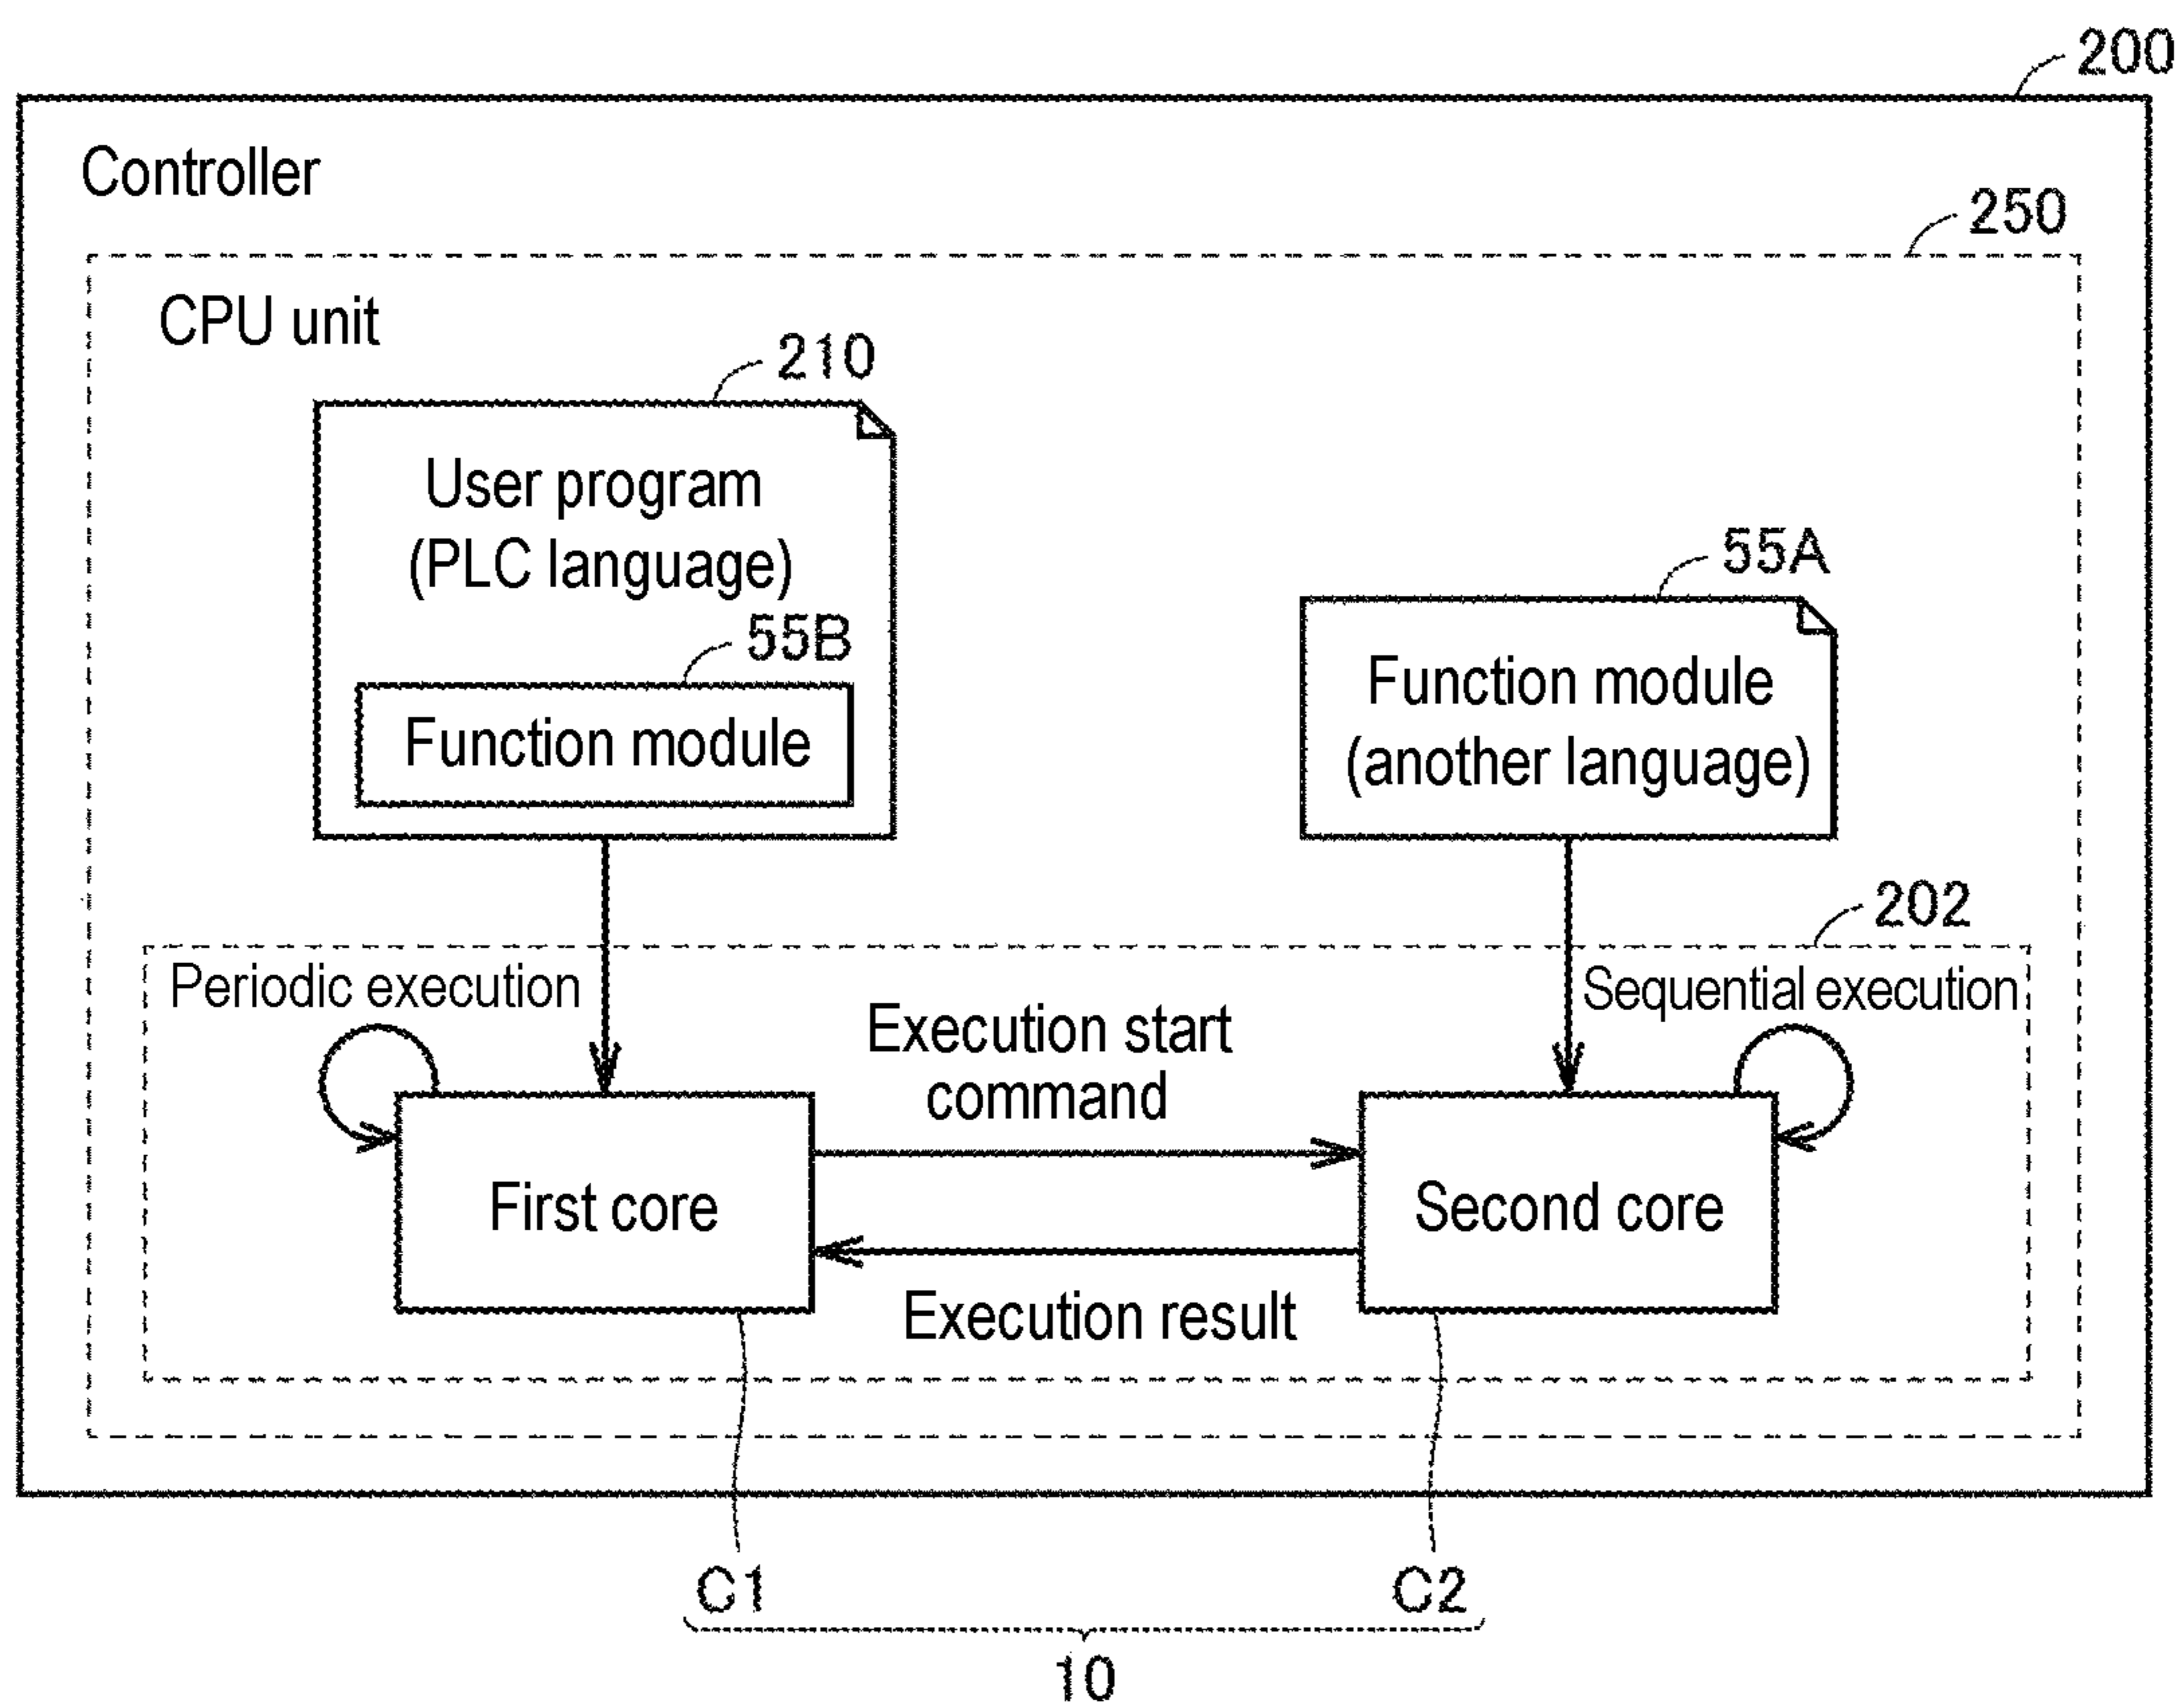 200
Controller
250
CPU unit
210
User program
(PLC language)
55B
Function module
55A
Function module
(another language)
202
Periodic execution
Sequential execution
Execution start
command
First core
Second core
Execution result
C1
C2
10